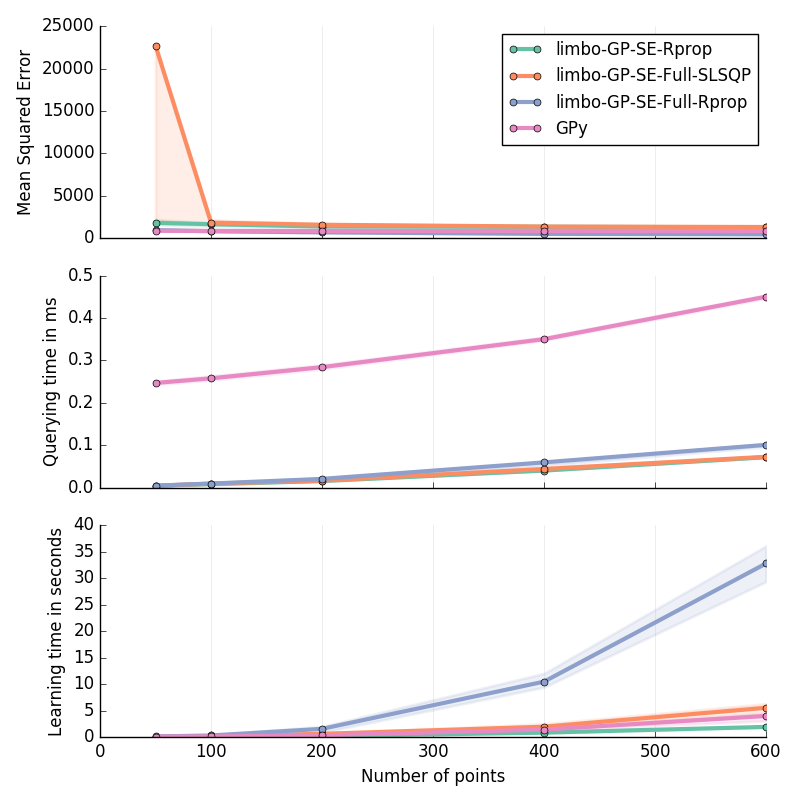 25000
20000
15000
10000
5000
0
Mean Squared Error
limbo-GP-SE-Rprop
limbo-GP-SE-Full-SLSQP
limbo-GP-SE-Full-Rprop
GPy
0.5
0.4
0.3
0.2
0.1
0.0
Querying time in ms
40
35
30
25
20
15
10
5
0
Learning time in seconds
0 100 200 300 400 500 600
Number of points